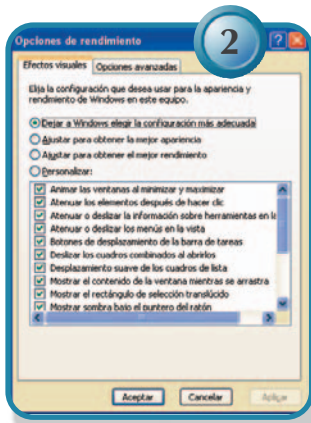 Opciones de rendimiento
2
Efectos visuales
Opciones avanzadas
Elija la configuración que desea usar para la apariencia y
rendimiento de Windows en este equipo.
Dejar a Windows elegir la configuración más adecuada
Ajustar para obtener la mejor apariencia
Ajustar para obtener el mejor rendimiento
Personalizar:
Animar las ventanas al minimizar y maximizar
Atenuar los elementos después de hacer clic
Atenuar o deslizar la información sobre herramientas en la
Atenuar o deslizar los menús en la vista
Botones de desplazamiento de la barra de tareas
Deslizar los cuadros combinados al abrirlos
Desplazamiento suave de los cuadros de lista
Mostrar el contenido de la ventana mientras se arrastra
Mostrar el rectángulo de selección translúcido
Mostrar sombra bajo el puntero del ratón
Aceptar
Cancelar
Aplicar